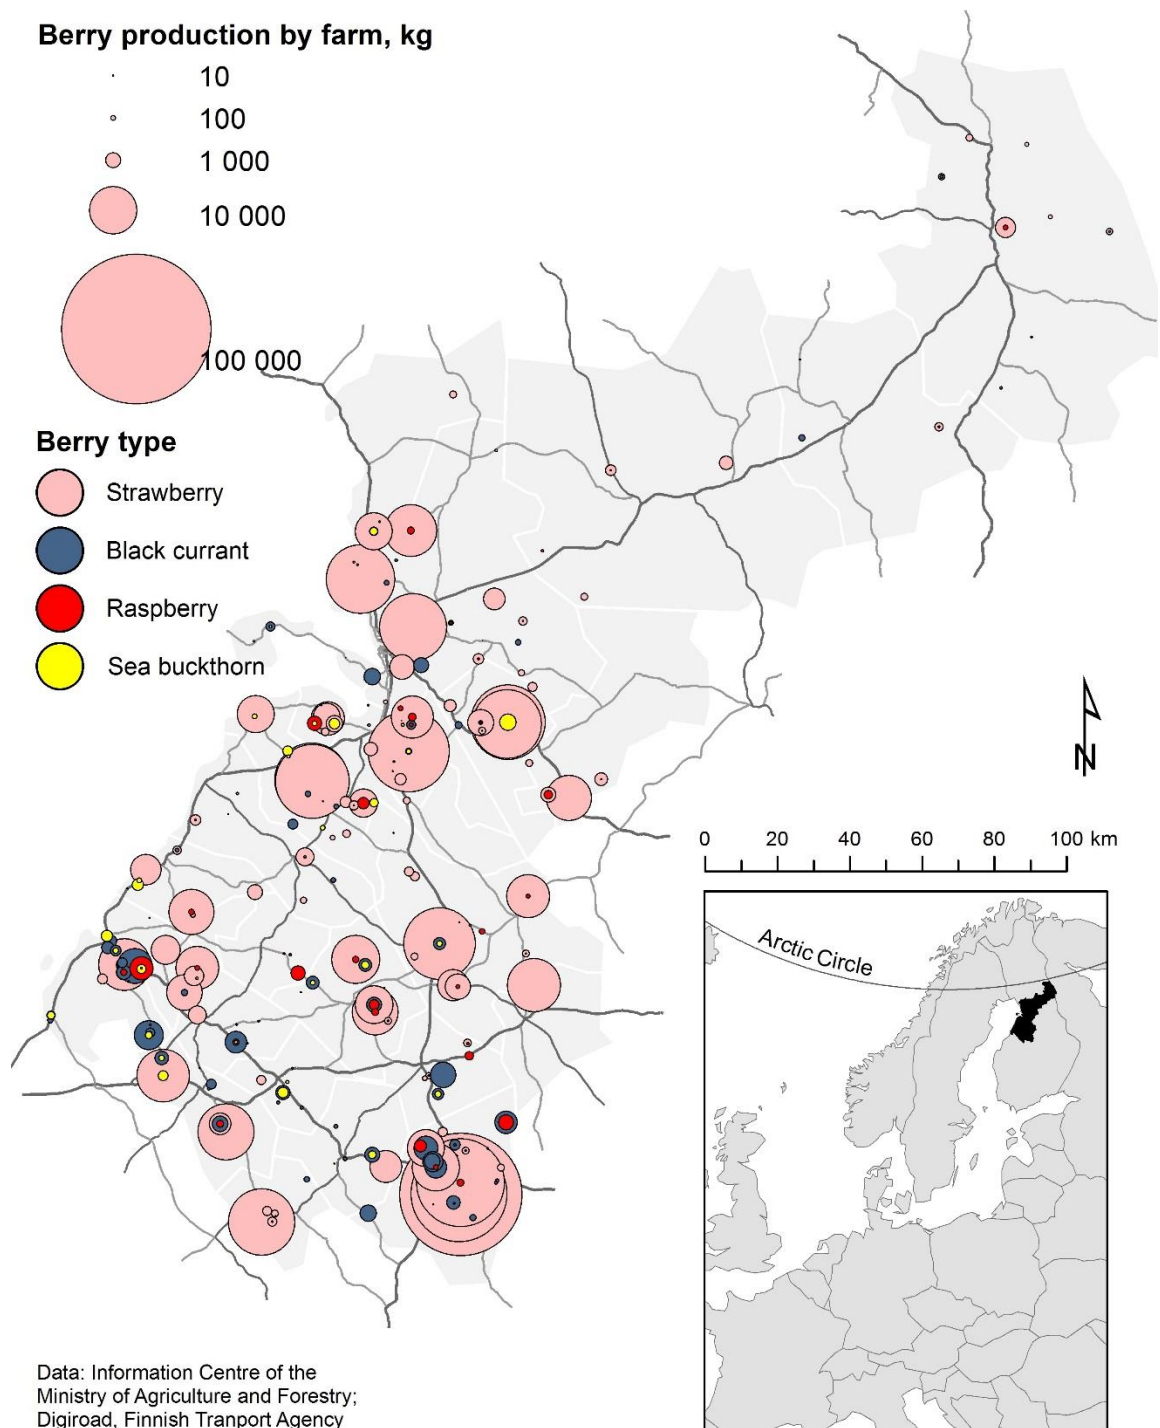 Berry production by farm, kg
10
100
1 000
10 000
100 000
Berry type
Strawberry
Black currant
Raspberry
Sea buckthorn
N
0 20 40 60 80 100 km
Arctic Circle
Data: Information Centre of the
Ministry of Agriculture and Forestry;
Digiroad, Finnish Tranport Agency